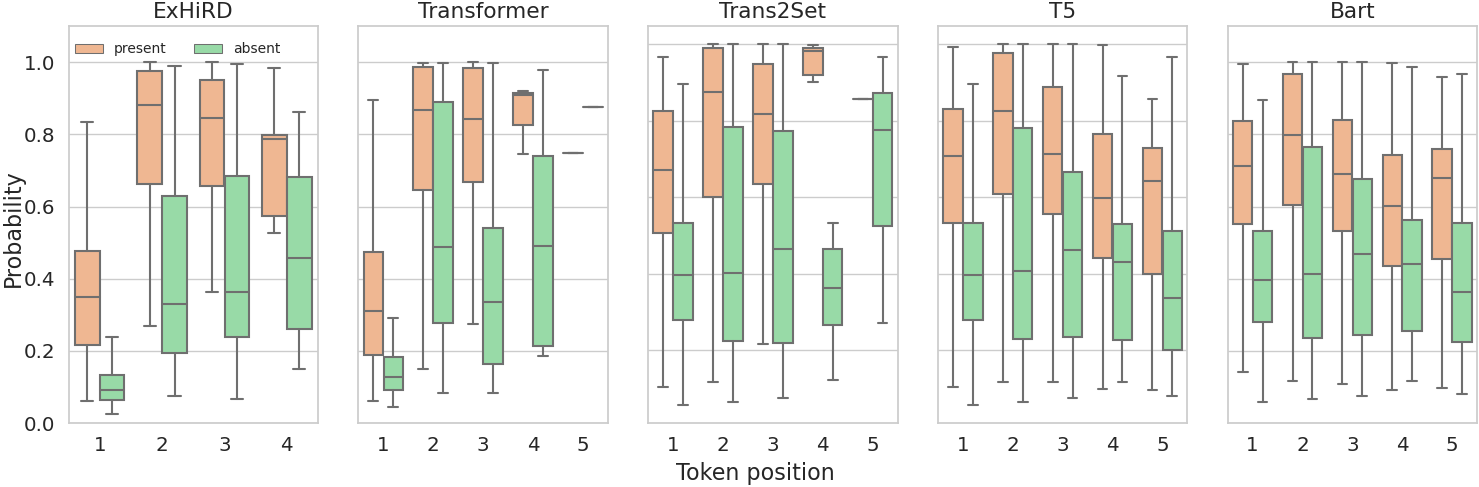 ExHiRD Transformer Trans2Set T5 Bart
present absent
1.0
0.8
0.6
0.4
0.2
0.0
Probability
1 2 3 4 1 2 3 4 5 1 2 3 4 5 1 2 3 4 5 1 2 3 4 5
Token position